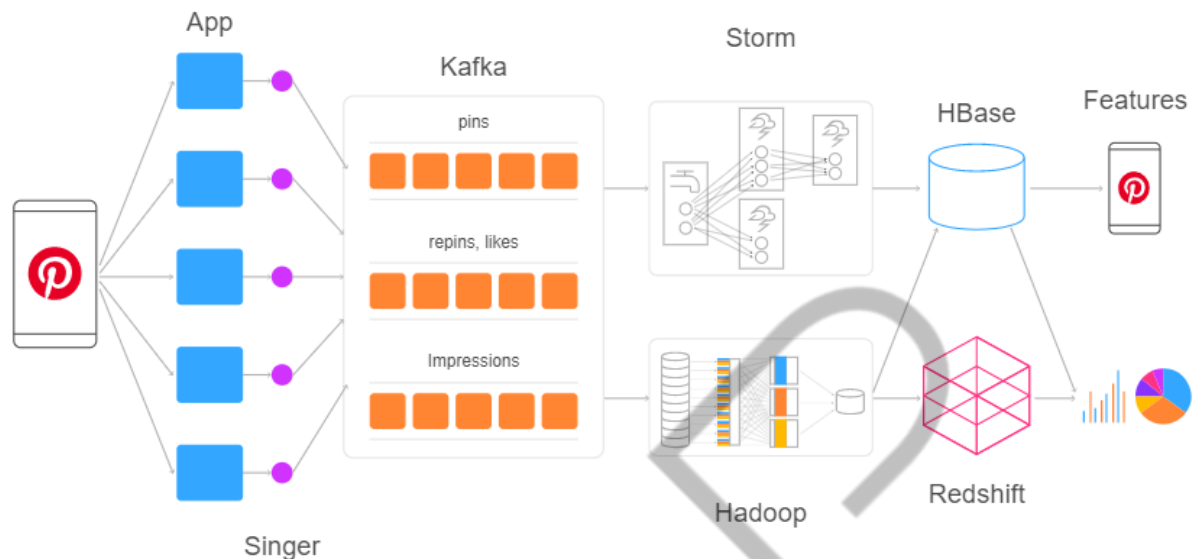 App
Storm
Kafka
HBase
Features
pins
repins, likes
Impressions
Redshift
Hadoop
Singer